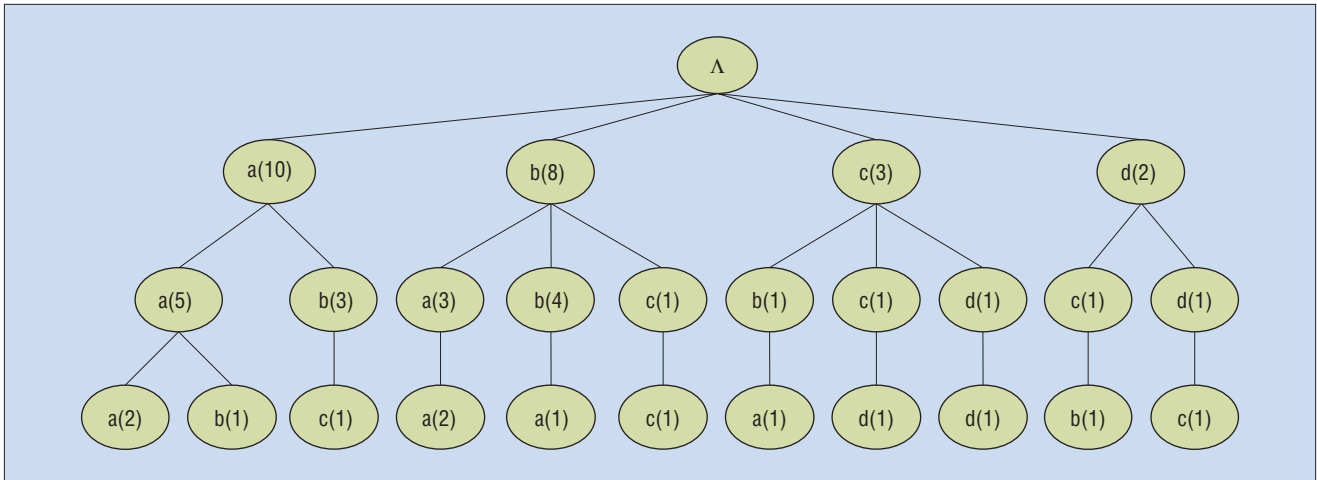 Λ
a(10) b(8) c(3) d(2)
a(5) b(3) a(3) b(4) c(1) b(1) c(1) d(1) c(1) d(1)
a(2) b(1) c(1) a(2) a(1) c(1) a(1) d(1) d(1) b(1) c(1)